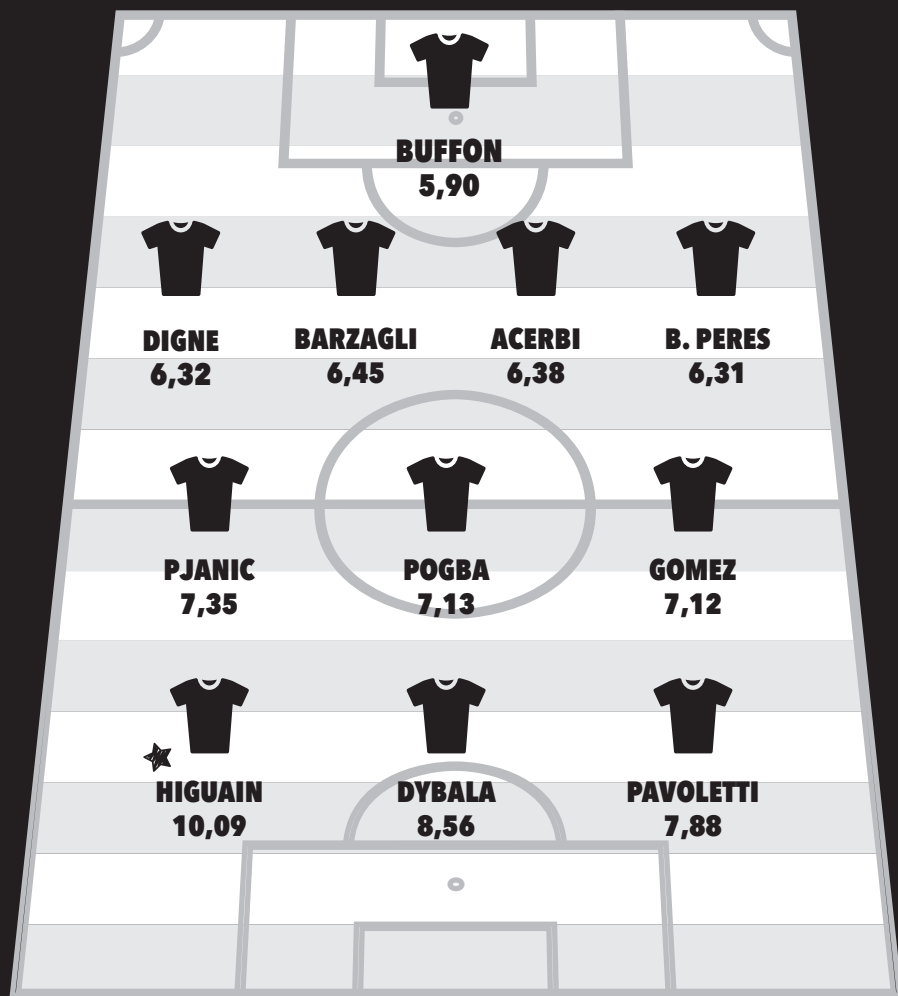 BUFFON
5,90
DIGNE
6,32
BARZAGLI
6,45
ACERBI
6,38
B. PERES
6,31
PJANIC
7,35
POGBA
7,13
GOMEZ
7,12
HIGUAIN
10,09
DYBALA
8,56
PAVOLETTI
7,88